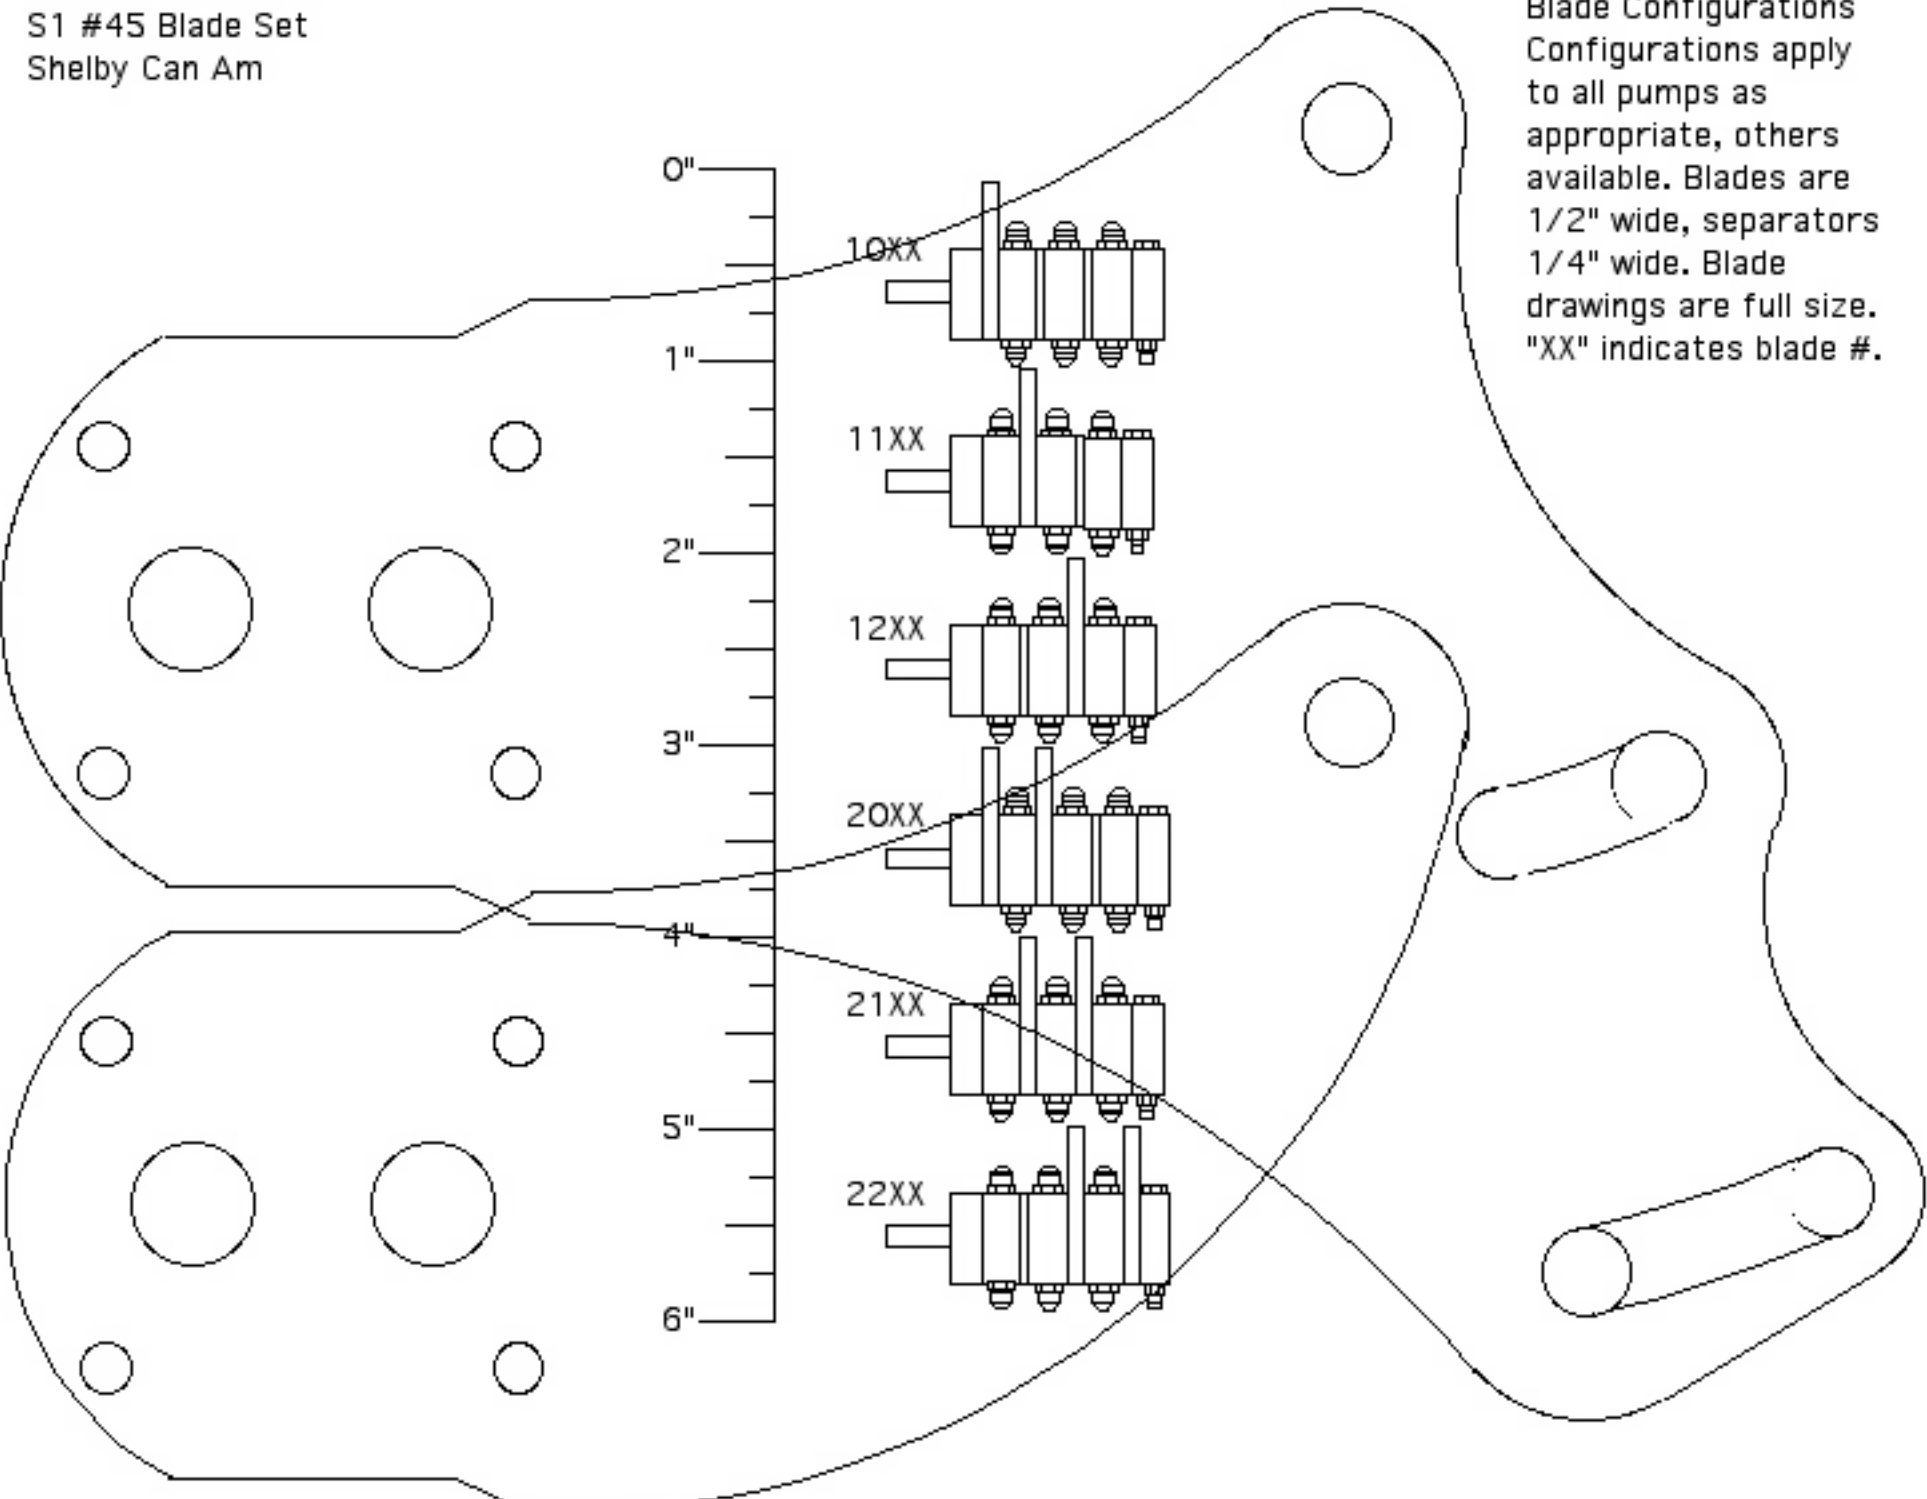 S1 #45 Blade Set
Shelby Can Am
Blade Configurations
Configurations apply
to all pumps as
appropriate, others
available. Blades are
1/2" wide, separators
1/4" wide. Blade
drawings are full size.
"XX" indicates blade #.
0"
10XX
1"
11XX
2"
12XX
3"
20XX
4"
21XX
5"
22XX
6"